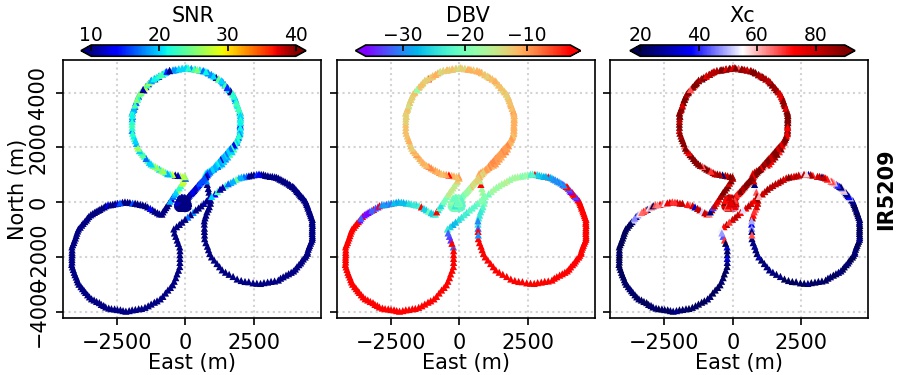 SNR
DBV
Xc
10 20 30 40
−30 −20 −10
20 40 60 80
North (m)
4000
2000
0
−2000
−4000
−2500 0 2500
−2500 0 2500
−2500 0 2500
East (m)
East (m)
East (m)
IR5209